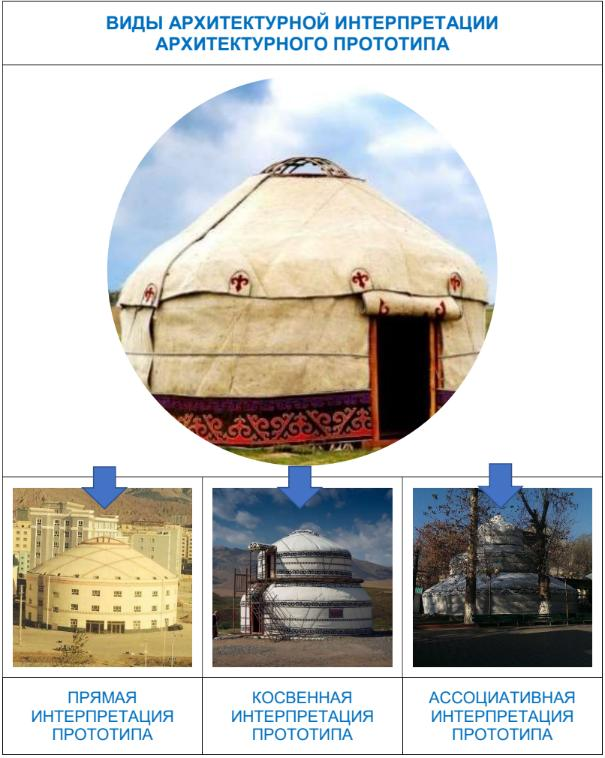 ВИДЫ АРХИТЕКТУРНОЙ ИНТЕРПРЕТАЦИИ
АРХИТЕКТУРНОГО ПРОТОТИПА
ПРЯМАЯ
ИНТЕРПРЕТАЦИЯ
ПРОТОТИПА
КОСВЕННАЯ
ИНТЕРПРЕТАЦИЯ
ПРОТОТИПА
АССОЦИАТИВНАЯ
ИНТЕРПРЕТАЦИЯ
ПРОТОТИПА